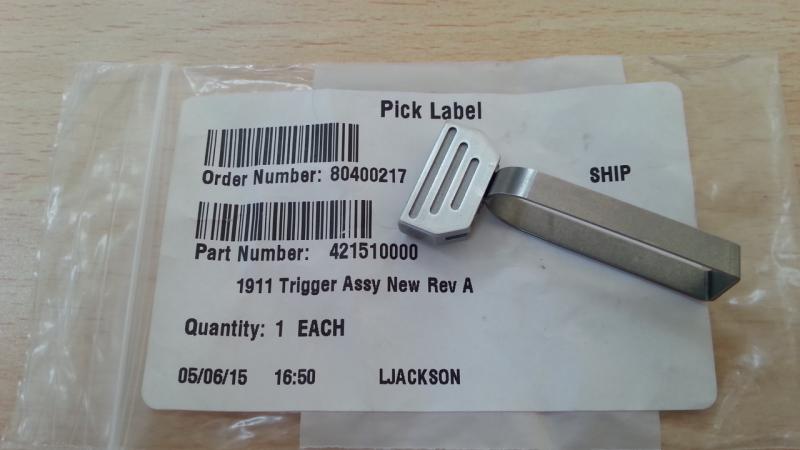 Pick Label
Order Number: 80400217
SHIP
Part Number: 421510000
1911 Trigger Assy New Rev A
Quantity: 1 EACH
05/06/15 16:50 LJACKSON